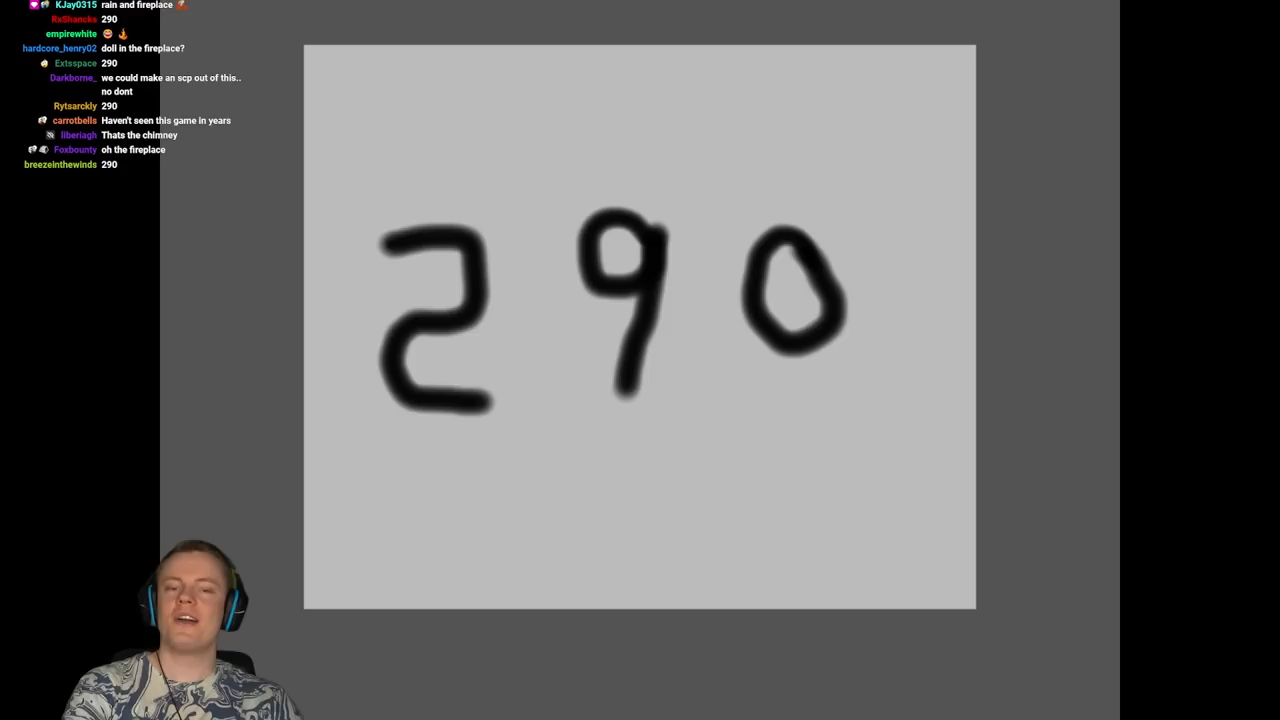 KJay0315 rain and fireplace
RxShancks 290
empirewhite
hardcore_henry02 doll in the fireplace?
Extsspace 290
Darkborne_ we could make an scp out of this..
no dont
Rytsarckly 290
carrotbells Haven't seen this game in years
liberiagh Thats the chimney
Foxbounty oh the fireplace
breezeinthewinds 290
290